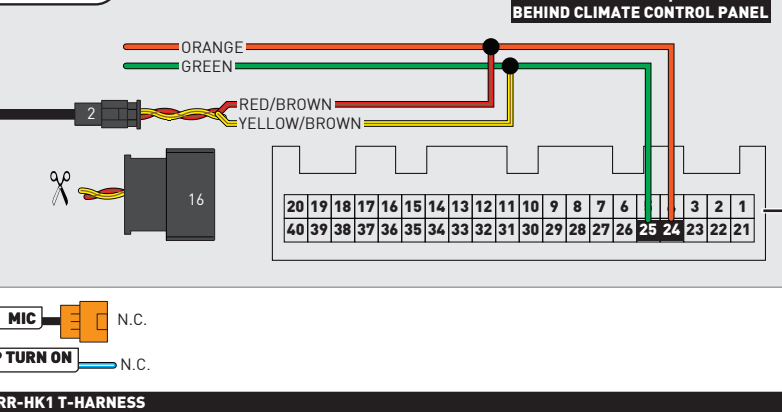 BEHIND CLIMATE CONTROL PANEL
ORANGE
GREEN
2
RED/BROWN
YELLOW/BROWN
16
20 19 18 17 16 15 14 13 12 11 10 9 8 7 6 5 4 3 2 1
40 39 38 37 36 35 34 33 32 31 30 29 28 27 26 25 24 23 22 21
MIC N.C.
P TURN ON N.C.
RR-HK1 T-HARNESS